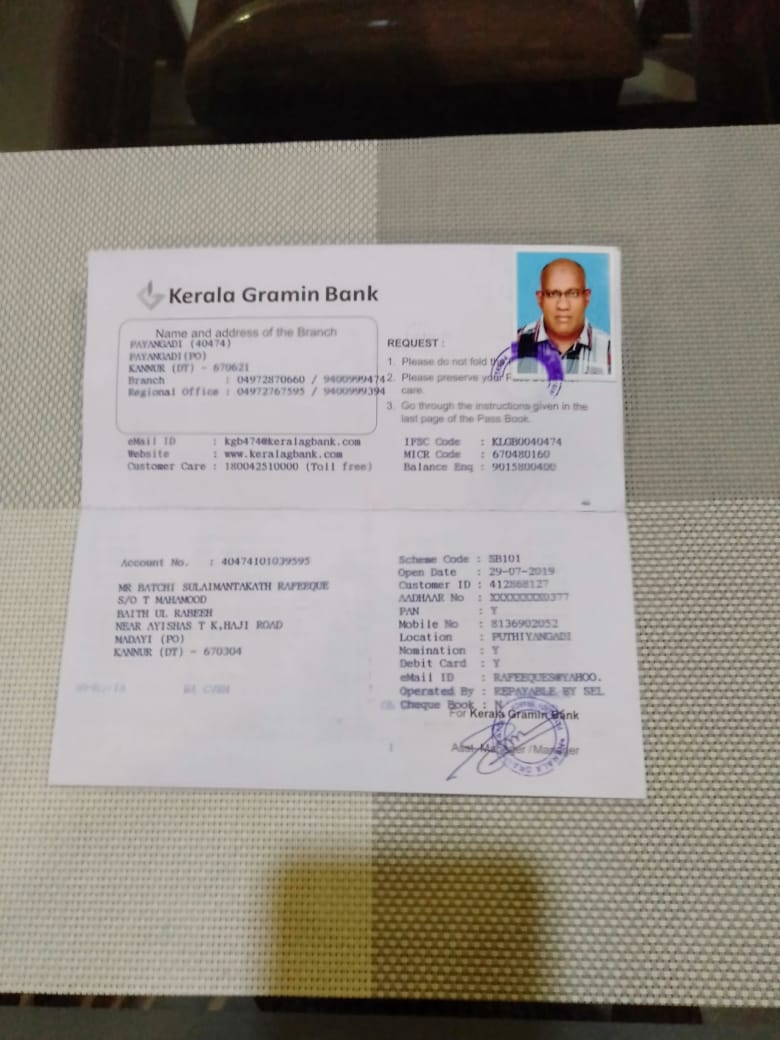 Kerala Gramin Bank
Name and address of the Branch
PAYANGADI (40474)
PAYANGADI(PO)
KANNUR (DT) - 670621
Branch : 04972870660 / 9400999474
Regional Office : 04972767595 / 9400999394
REQUEST :
1. Please do not fold the
2. Please preserve your
care.
3. Go through the instructions given in the
last page of the Pass Book.
eMail ID : kgb474@keralagbank.com
Website : www.keralagbank.com
Customer Care : 180042510000 (Toll free)
IFSC Code : KLGB0040474
MICR Code : 670480160
Balance Enq : 9015800400
Account No. : 40474101039595
MR BATCHI SULAIMANTAKATH RAFEEQUE
S/O T MAHAMOOD
BAITH UL RABEEH
NEAR AYISHAS T K,HAJI ROAD
MADAYI (PO)
KANNUR (DT) - 670304
Scheme Code : SB101
Open Date : 29-07-2019
Customer ID : 412868127
AADHAAR No : XXXXXXXX0377
PAN : Y
Mobile No : 8136902052
Location : PUTHIYANGADI
Nomination : Y
Debit Card : Y
eMail ID : RAFEEQUES@YAHOO.
Operated By : REPAYABLE BY SEL
Cheque Book : N
For Kerala Gramin Bank
Asst. Manager / Manager